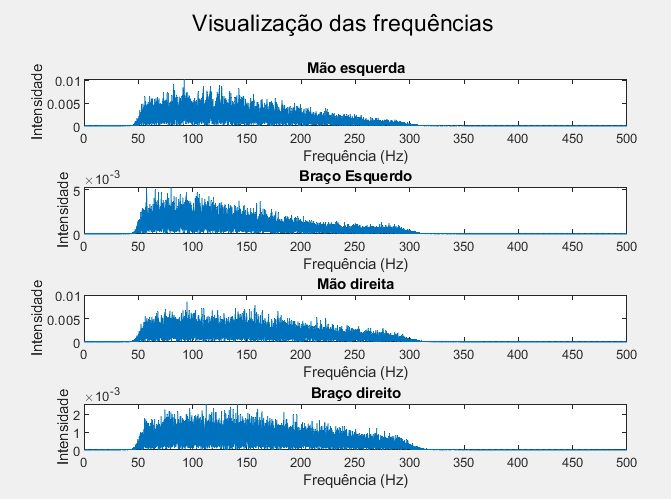 Visualização das frequências
Mão esquerda
Intensidade
0.01
0.005
0
0 50 100 150 200 250 300 350 400 450 500
Frequência (Hz)
Braço Esquerdo
×10⁻³
Intensidade
5
0
0 50 100 150 200 250 300 350 400 450 500
Frequência (Hz)
Mão direita
Intensidade
0.01
0.005
0
0 50 100 150 200 250 300 350 400 450 500
Frequência (Hz)
Braço direito
×10⁻³
Intensidade
2
1
0
0 50 100 150 200 250 300 350 400 450 500
Frequência (Hz)